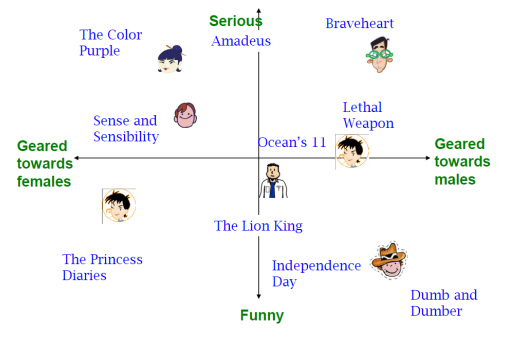 Serious
Braveheart
The Color
Purple
Amadeus
Lethal
Weapon
Sense and
Sensibility
Ocean's 11
Geared
towards
females
Geared
towards
males
The Lion King
The Princess
Diaries
Independence
Day
Dumb and
Dumber
Funny